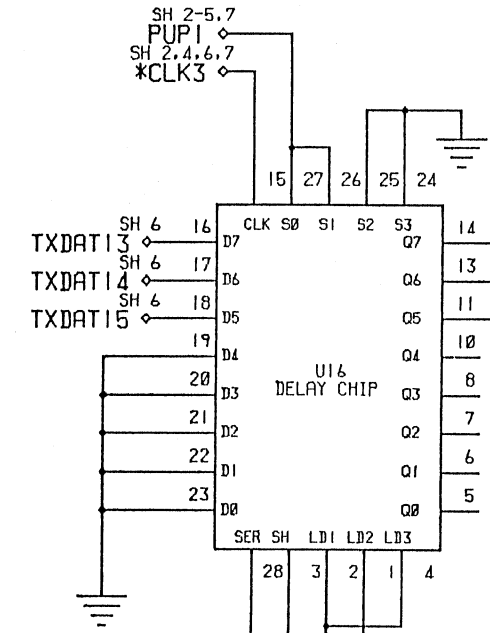 SH 2-5,7
PUP1
SH 2,4,6,7
*CLK3
15 27 26 25 24
CLK S0 S1 S2 S3
SH 6 16
TXDAT13 D7 Q7 14
SH 6 17
TXDAT14 D6 Q6 13
SH 6 18
TXDAT15 D5 Q5 11
19 D4 Q4 10
20 D3 Q3 8
U16
DELAY CHIP
21 D2 Q2 7
22 D1 Q1 6
23 D0 Q0 5
SER SH LD1 LD2 LD3
28 3 2 1 4